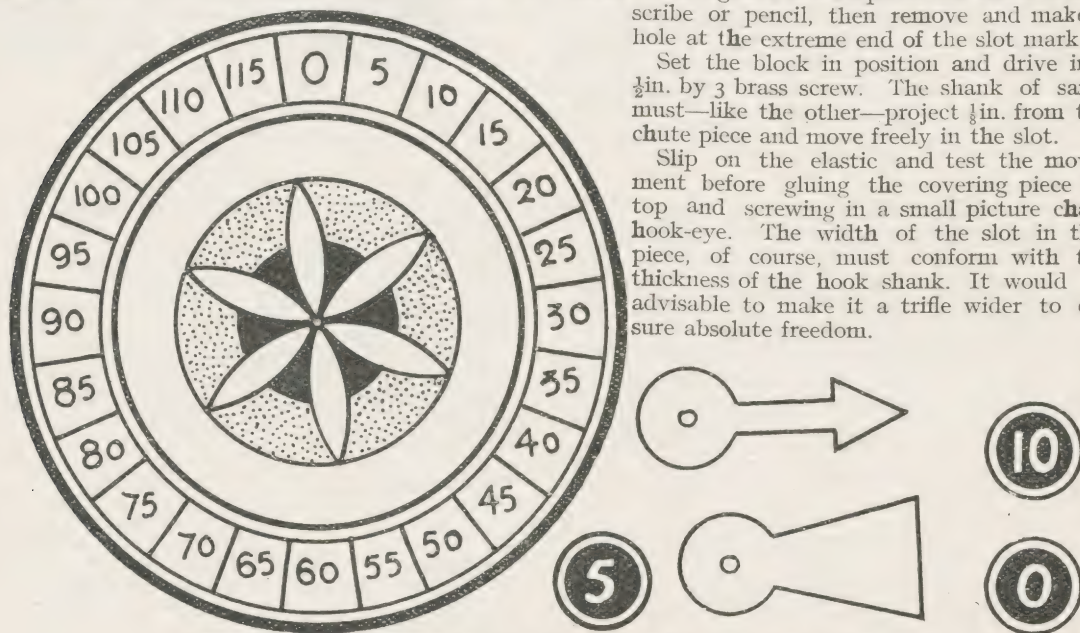 scribe or pencil, then remove and make
hole at the extreme end of the slot mark
Set the block in position and drive in
½in. by 3 brass screw. The shank of
must—like the other—project ⅛in. from
chute piece and move freely in the slot.
Slip on the elastic and test the
ment before gluing the covering piece
top and screwing in a small picture
hook-eye. The width of the slot in
piece, of course, must conform with
thickness of the hook shank. It would
advisable to make it a trifle wider to
sure absolute freedom.
0
5
10
15
20
25
30
35
40
45
50
55
60
65
70
75
80
85
90
95
100
105
110
115
10
5
0